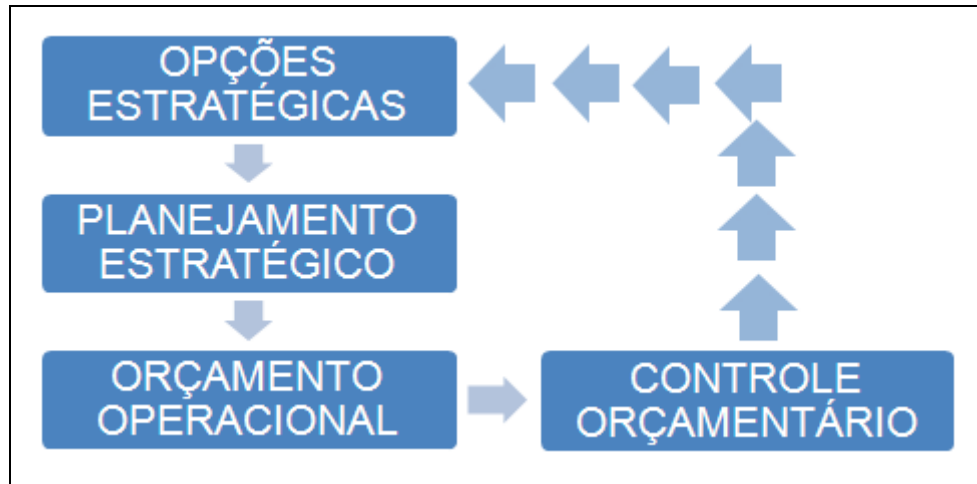 OPÇÕES
ESTRATÉGICAS
PLANEJAMENTO
ESTRATÉGICO
ORÇAMENTO
OPERACIONAL
CONTROLE
ORÇAMENTÁRIO